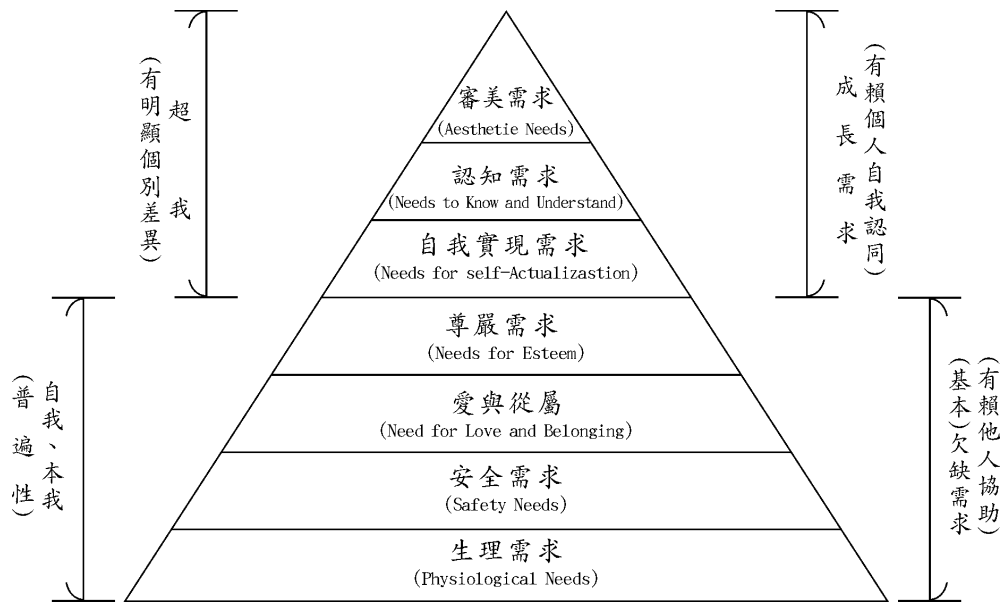 審美需求
(Aesthetic Needs)
認知需求
(Needs to Know and Understand)
自我實現需求
(Needs for self-Actualizastion)
尊嚴需求
(Needs for Esteem)
愛與從屬
(Need for Love and Belonging)
安全需求
(Safety Needs)
生理需求
(Physiological Needs)
超我
(有明顯個別差異)
自我、本我
(普遍性)
(有賴個人自我認同)
成長需求
(有賴他人協助)
(基本)欠缺需求